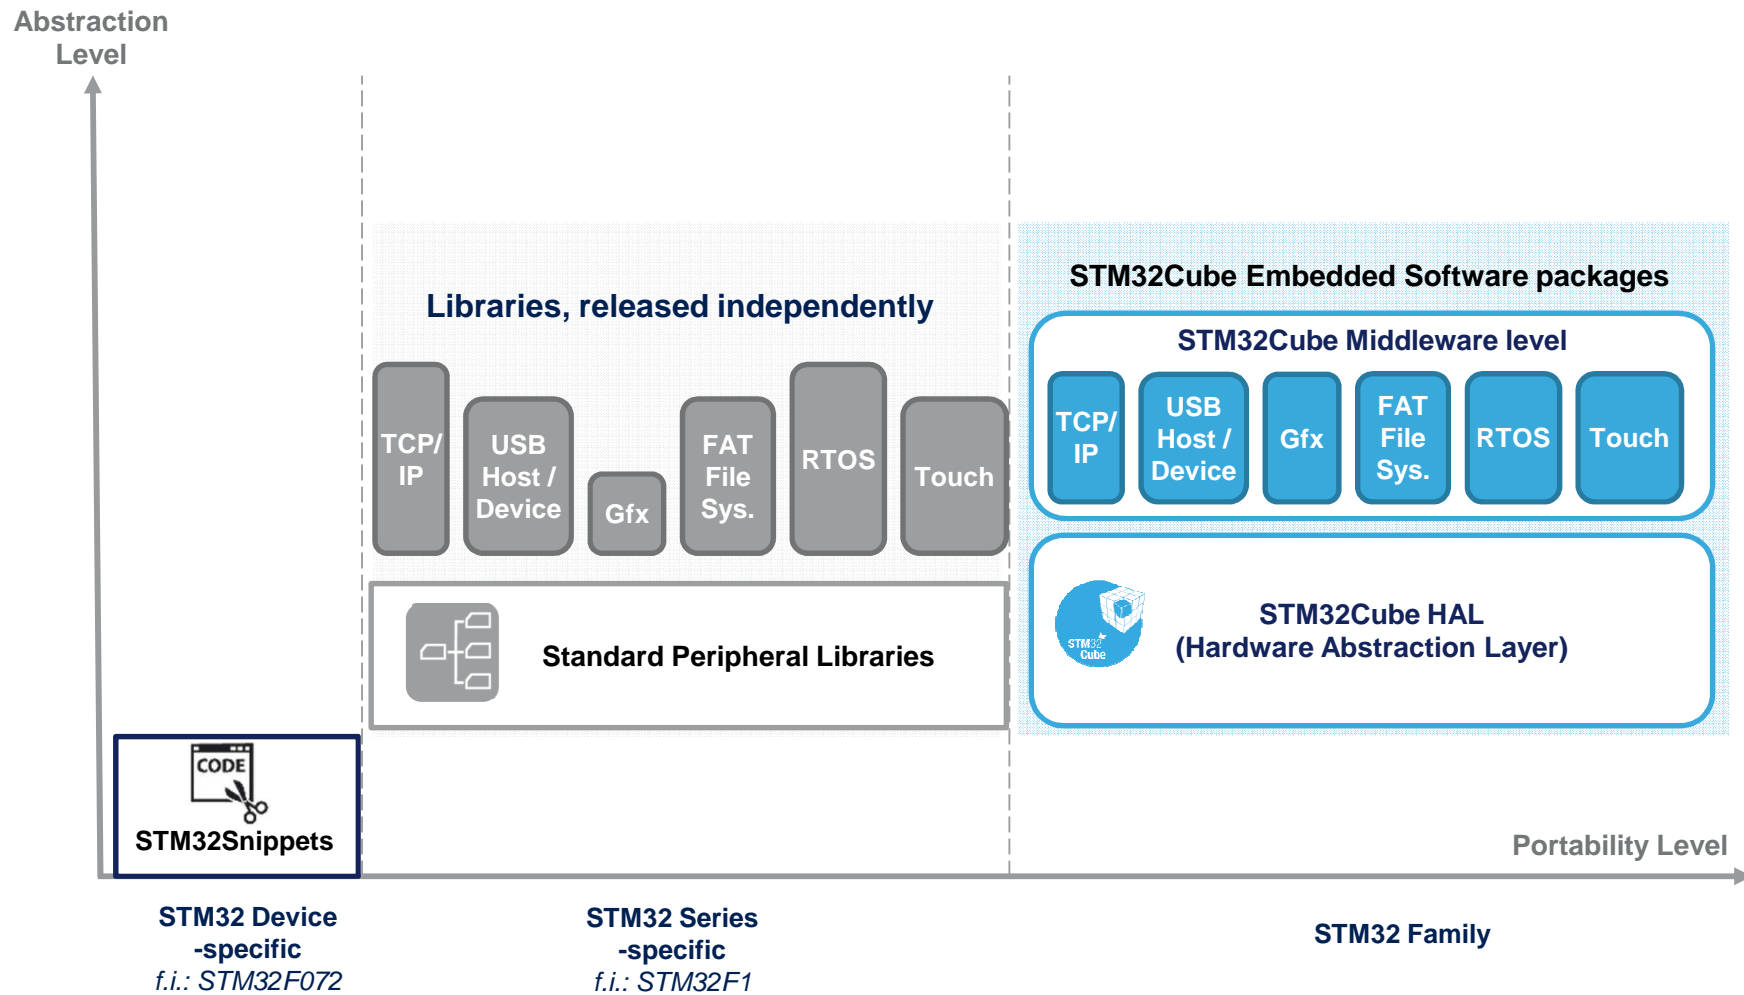 Abstraction
Level
Libraries, released independently
TCP/
IP
USB
Host /
Device
Gfx
FAT
File
Sys.
RTOS
Touch
Standard Peripheral Libraries
STM32Cube Embedded Software packages
STM32Cube Middleware level
TCP/
IP
USB
Host /
Device
Gfx
FAT
File
Sys.
RTOS
Touch
STM32
Cube
STM32Cube HAL
(Hardware Abstraction Layer)
CODE
STM32Snippets
Portability Level
STM32 Device
-specific
f.i.: STM32F072
STM32 Series
-specific
f.i.: STM32F1
STM32 Family